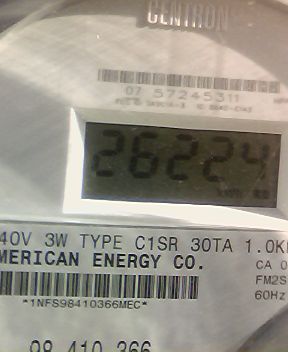 CENTRON
07 57245311
26224
40V 3W TYPE C1SR 30TA 1.0K
MERICAN ENERGY CO.
CA 0
FM2S
60Hz
*1NFS98410366MEC*
98 410 366